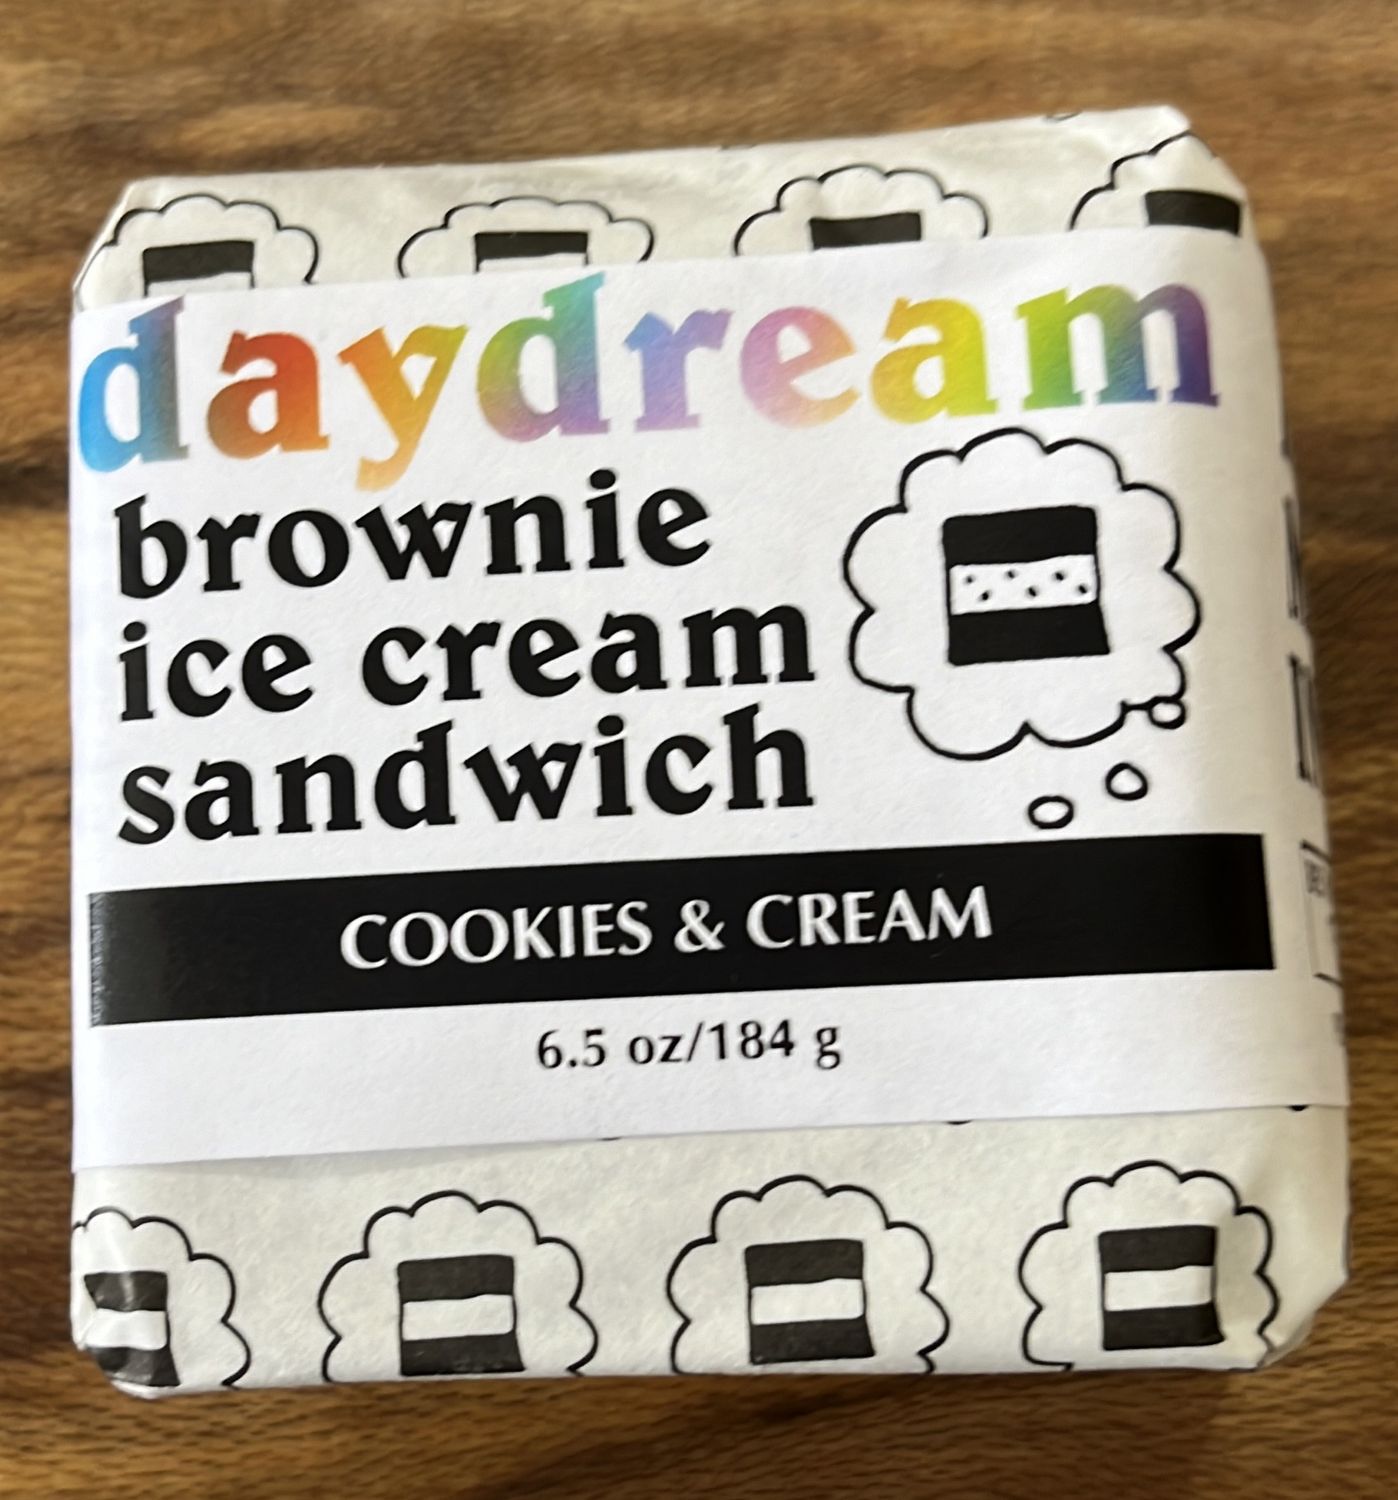 daydream
brownie
ice cream
sandwich
COOKIES & CREAM
6.5 oz/184 g